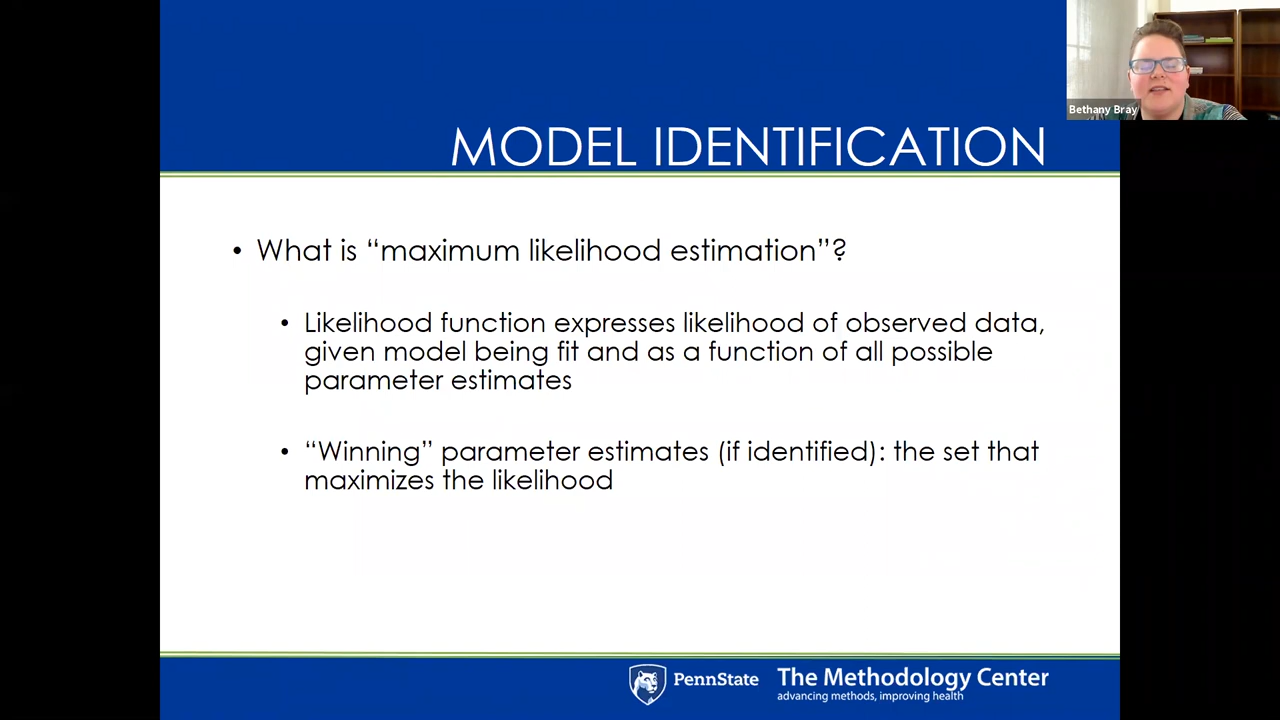 Bethany Bray
MODEL IDENTIFICATION
• What is “maximum likelihood estimation”?
• Likelihood function expresses likelihood of observed data,
given model being fit and as a function of all possible
parameter estimates
• “Winning” parameter estimates (if identified): the set that
maximizes the likelihood
PennState
The Methodology Center
advancing methods, improving health